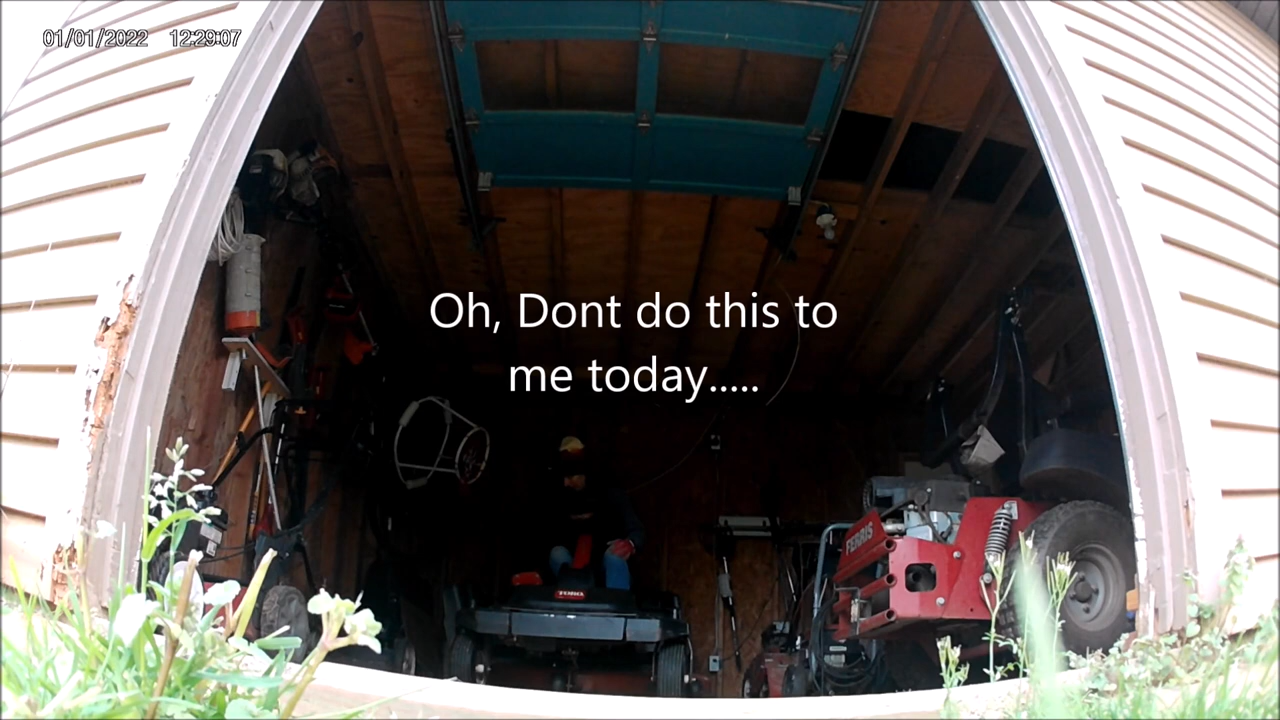 01/01/2022 12:29:07
Oh, Dont do this to
me today.....
FERRIS
TORO